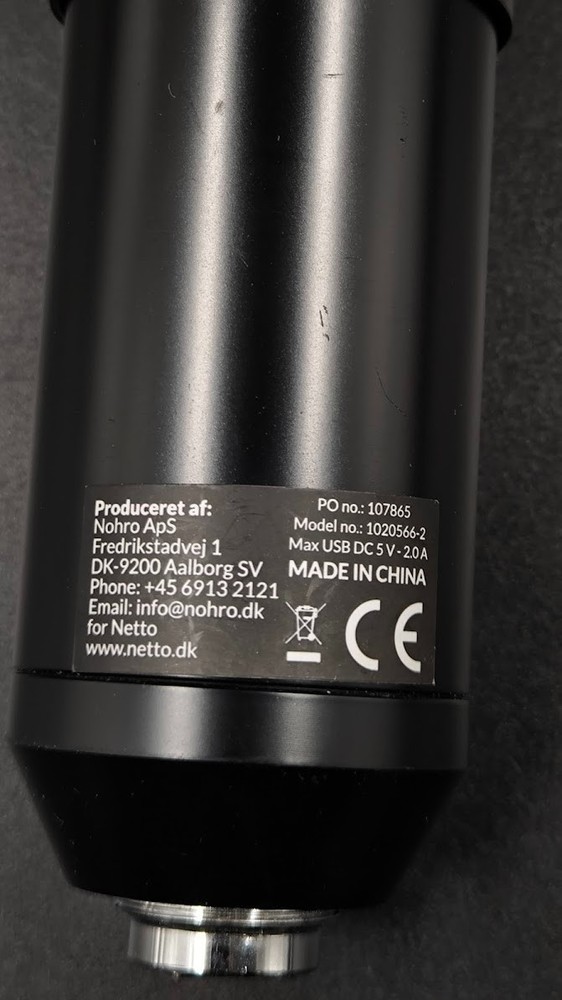 Produceret af:
Nohro ApS
Fredrikstadvej 1
DK-9200 Aalborg SV
Phone: +45 6913 2121
Email: info@nohro.dk
for Netto
www.netto.dk
PO no.: 107865
Model no.: 1020566-2
Max USB DC 5 V - 2.0 A
MADE IN CHINA
CE